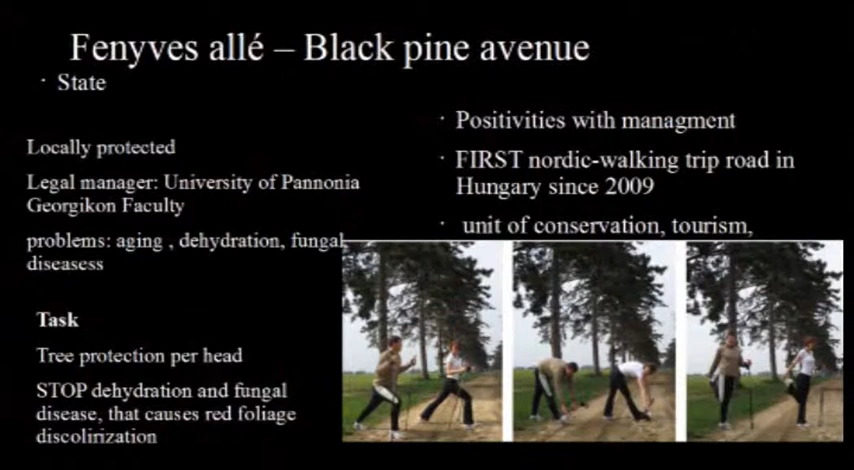 Fenyves allé – Black pine avenue
· State
Locally protected
Legal manager: University of Pannonia
Georgikon Faculty
problems: aging , dehydration, fungal
diseasess
Task
Tree protection per head
STOP dehydration and fungal
disease, that causes red foliage
discolirization
· Positivities with managment
· FIRST nordic-walking trip road in
Hungary since 2009
· unit of conservation, tourism,